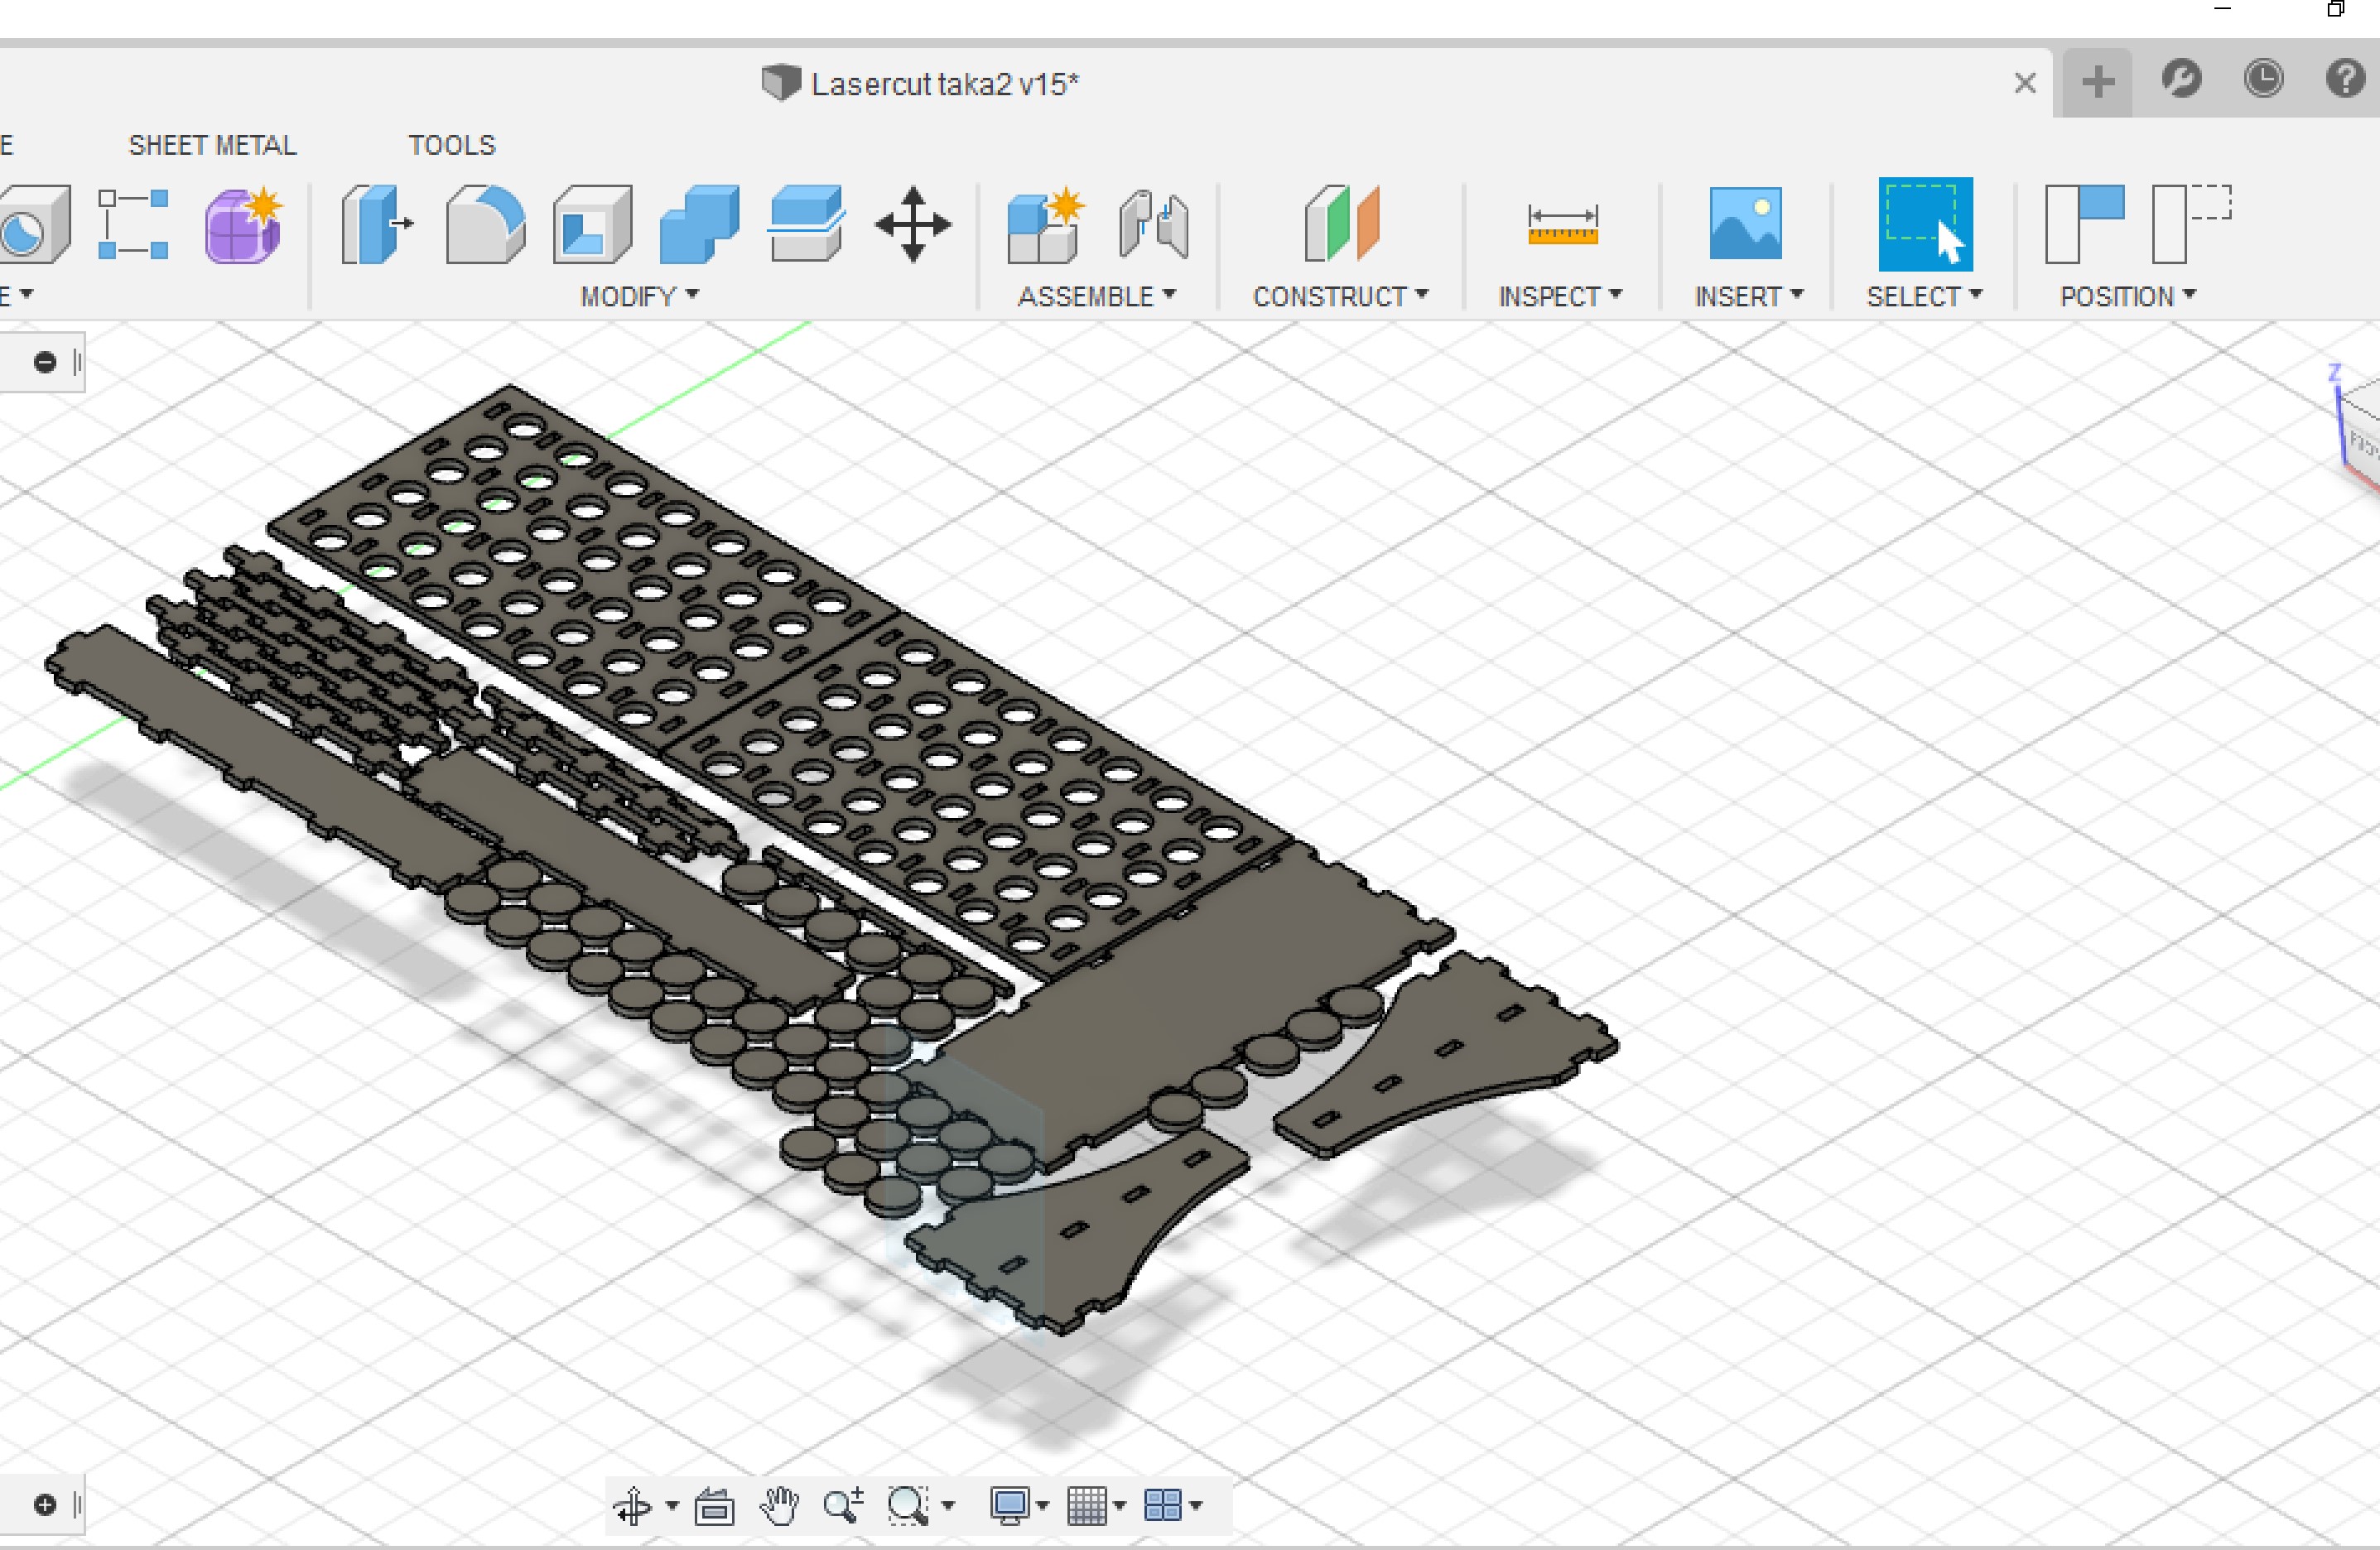 Lasercut taka2 v15*
E
SHEET METAL
TOOLS
E
MODIFY
ASSEMBLE
CONSTRUCT
INSPECT
INSERT
SELECT
POSITION
Z